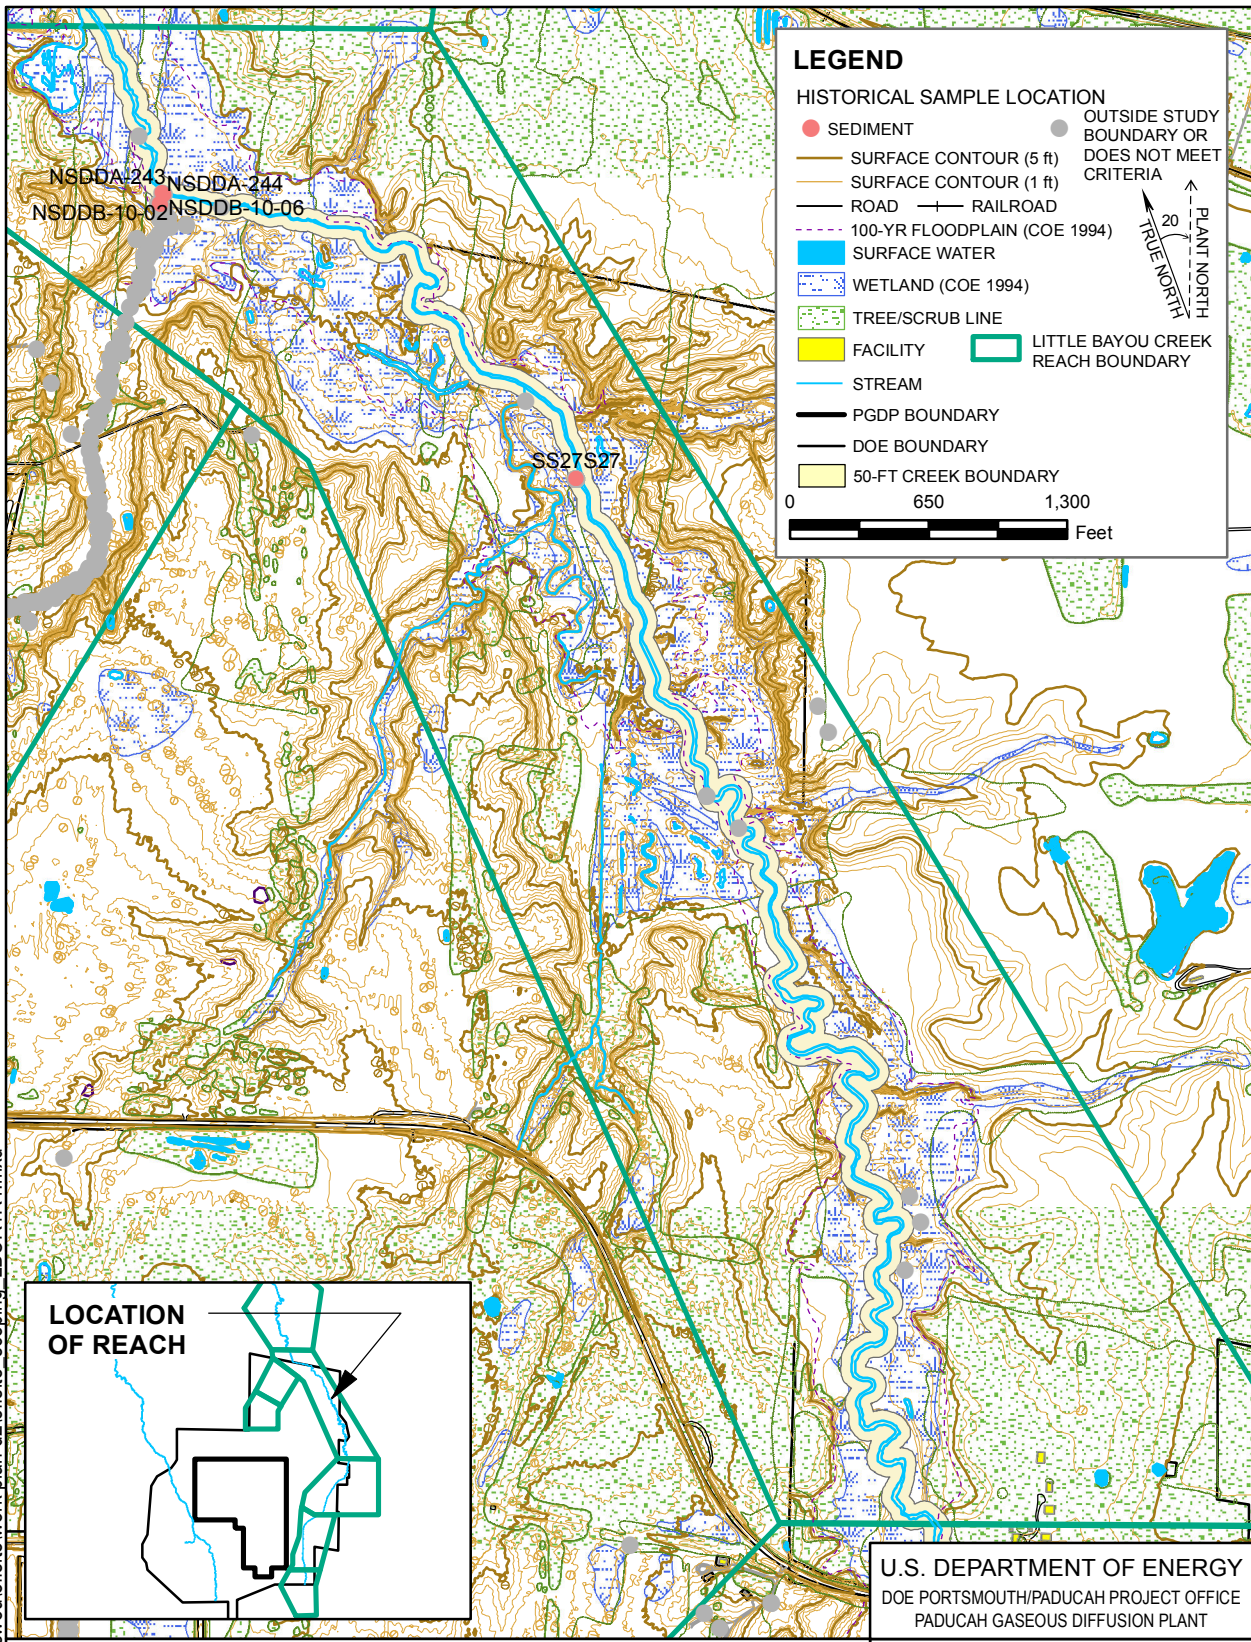 LEGEND
HISTORICAL SAMPLE LOCATION
SEDIMENT
OUTSIDE STUDY
BOUNDARY OR
DOES NOT MEET
CRITERIA
SURFACE CONTOUR (5 ft)
SURFACE CONTOUR (1 ft)
ROAD
RAILROAD
100-YR FLOODPLAIN (COE 1994)
SURFACE WATER
WETLAND (COE 1994)
TREE/SCRUB LINE
FACILITY
LITTLE BAYOU CREEK
REACH BOUNDARY
STREAM
PGDP BOUNDARY
DOE BOUNDARY
50-FT CREEK BOUNDARY
20
TRUE NORTH
PLANT NORTH
0 650 1,300
Feet
NSDDA-243
NSDDA-244
NSDDB-10-02
NSDDB-10-06
SS27S27
LOCATION
OF REACH
U.S. DEPARTMENT OF ENERGY
DOE PORTSMOUTH/PADUCAH PROJECT OFFICE
PADUCAH GASEOUS DIFFUSION PLANT